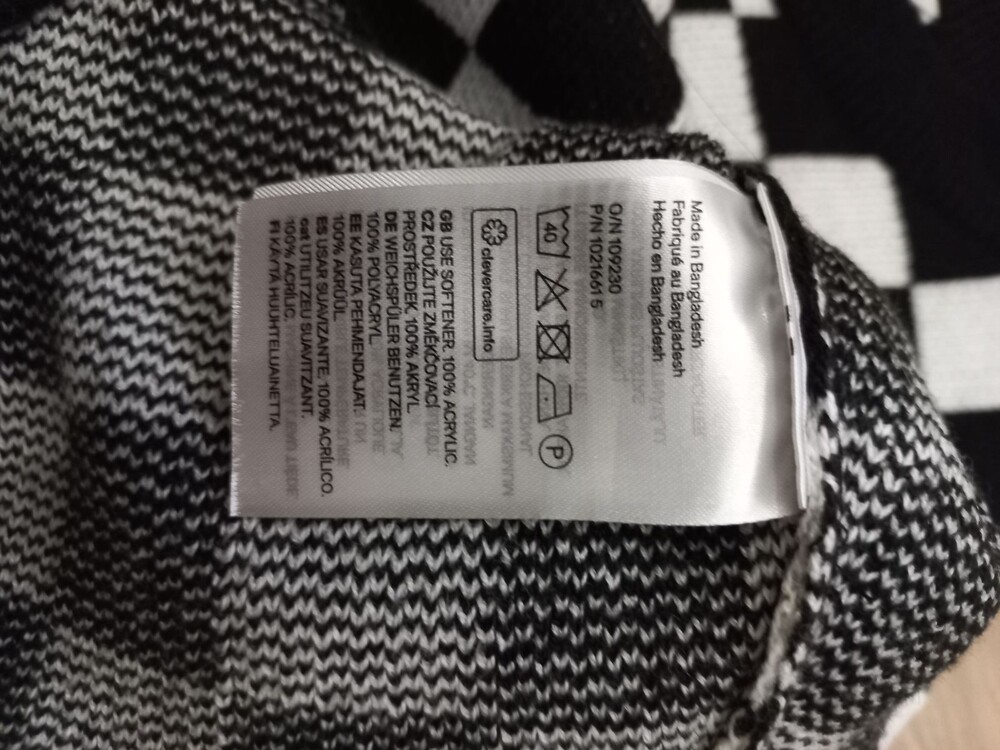 Made in Bangladesh
Fabriqué au Bangladesh
Hecho en Bangladesh
O/N 109230
P/N 1021661 5
40 P
clevercare.info
GB USE SOFTENER. 100% ACRYLIC.
CZ POUŽIJTE ZMĚKČOVACÍ
PROSTŘEDEK. 100% AKRYL.
DE WEICHSPÜLER BENUTZEN.
100% POLYACRYL.
EE KASUTA PEHMENDAJAT.
100% AKRÜÜL.
ES USAR SUAVIZANTE. 100% ACRÍLICO.
cat UTILITZEU SUAVITZANT.
100% ACRÍLIC.
FI KÄYTÄ HUUHTELUAINETTA.